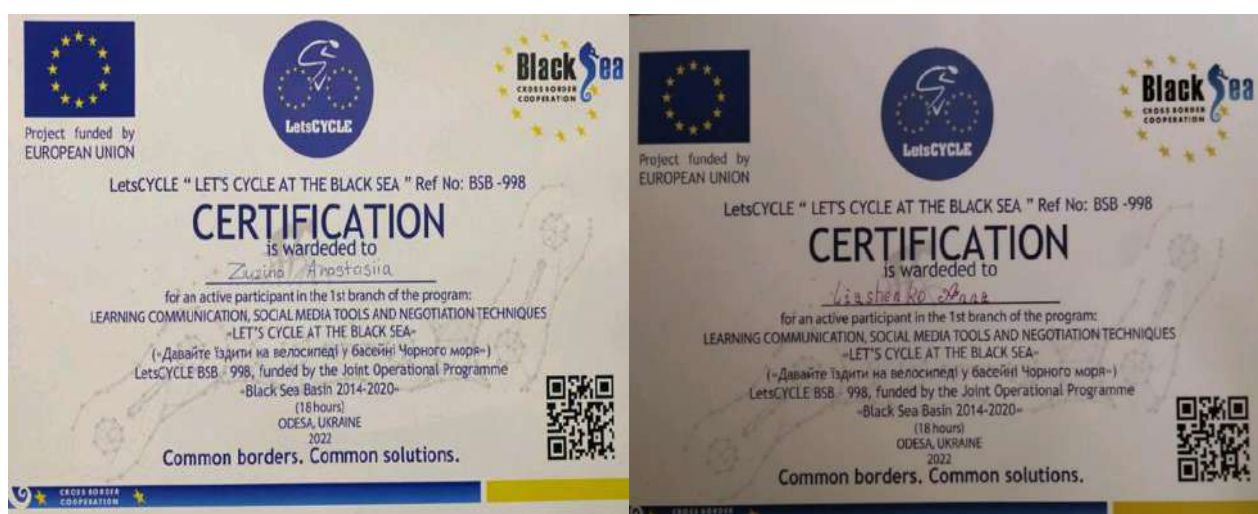 Project funded by
EUROPEAN UNION
LetsCYCLE
Black Sea
CROSS BORDER
COOPERATION
LetsCYCLE “ LET'S CYCLE AT THE BLACK SEA ” Ref No: BSB -998
CERTIFICATION
is wardeded to
Zuzina Anastasiia
for an active participant in the 1st branch of the program:
LEARNING COMMUNICATION, SOCIAL MEDIA TOOLS AND NEGOTIATION TECHNIQUES
«LET'S CYCLE AT THE BLACK SEA»
(«Давайте їздити на велосипеді у басейні Чорного моря»)
LetsCYCLE BSB - 998, funded by the Joint Operational Programme
«Black Sea Basin 2014-2020»
(18 hours)
ODESA, UKRAINE
2022
Common borders. Common solutions.
CROSS BORDER
COOPERATION
Project funded by
EUROPEAN UNION
LetsCYCLE
Black Sea
CROSS BORDER
COOPERATION
LetsCYCLE “ LET'S CYCLE AT THE BLACK SEA ” Ref No: BSB -998
CERTIFICATION
is wardeded to
Liashenko Anna
for an active participant in the 1st branch of the program:
LEARNING COMMUNICATION, SOCIAL MEDIA TOOLS AND NEGOTIATION TECHNIQUES
«LET'S CYCLE AT THE BLACK SEA»
(«Давайте їздити на велосипеді у басейні Чорного моря»)
LetsCYCLE BSB - 998, funded by the Joint Operational Programme
«Black Sea Basin 2014-2020»
(18 hours)
ODESA, UKRAINE
2022
Common borders. Common solutions.
CROSS BORDER